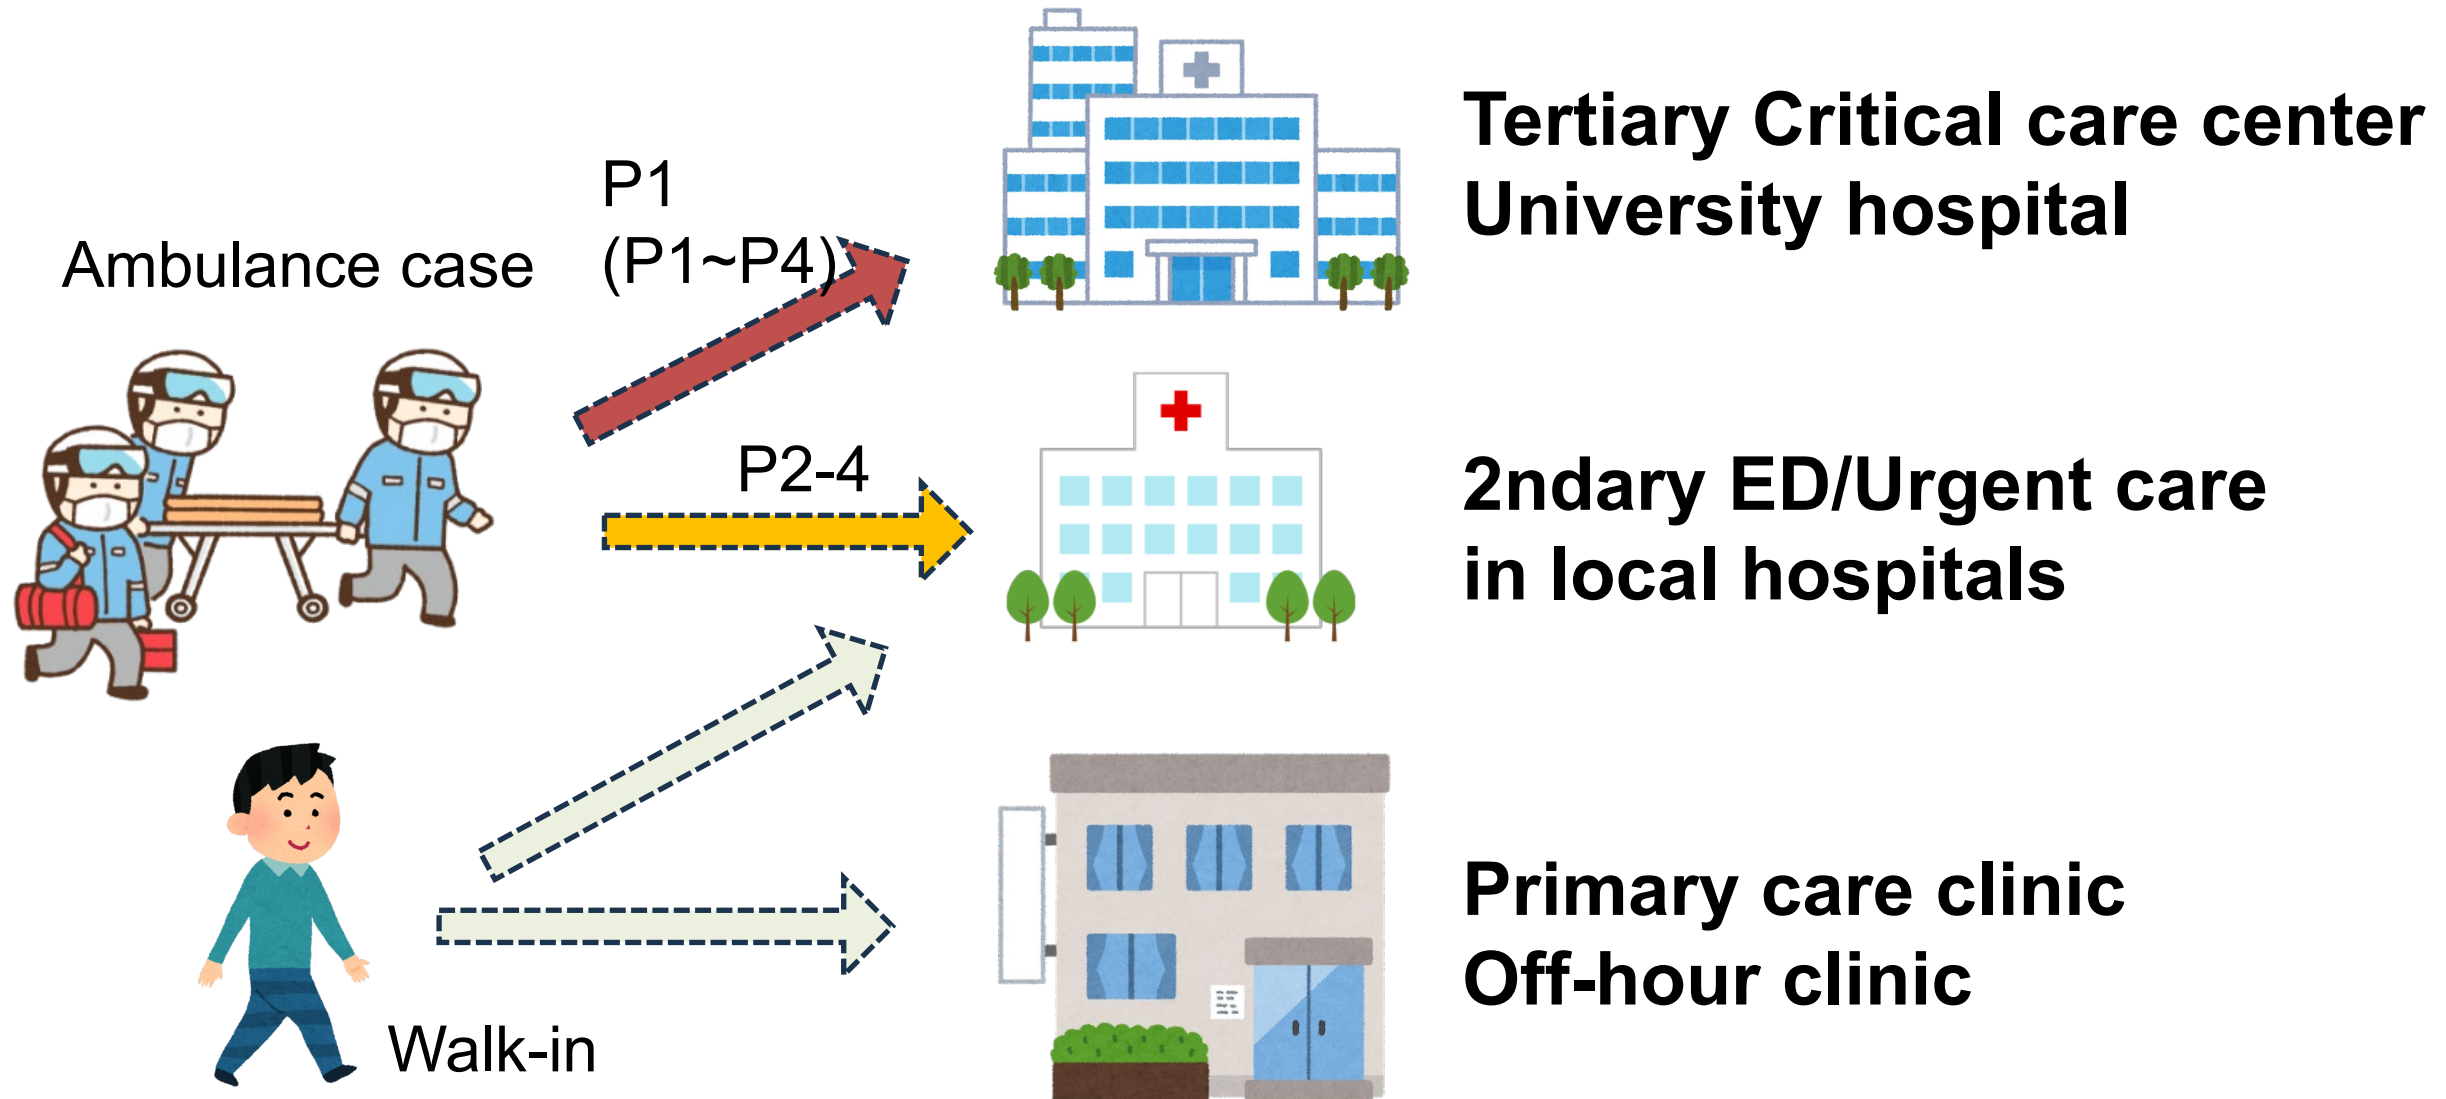 Ambulance case
P1
(P1~P4)
Tertiary Critical care center
University hospital
P2-4
2ndary ED/Urgent care
in local hospitals
Walk-in
Primary care clinic
Off-hour clinic